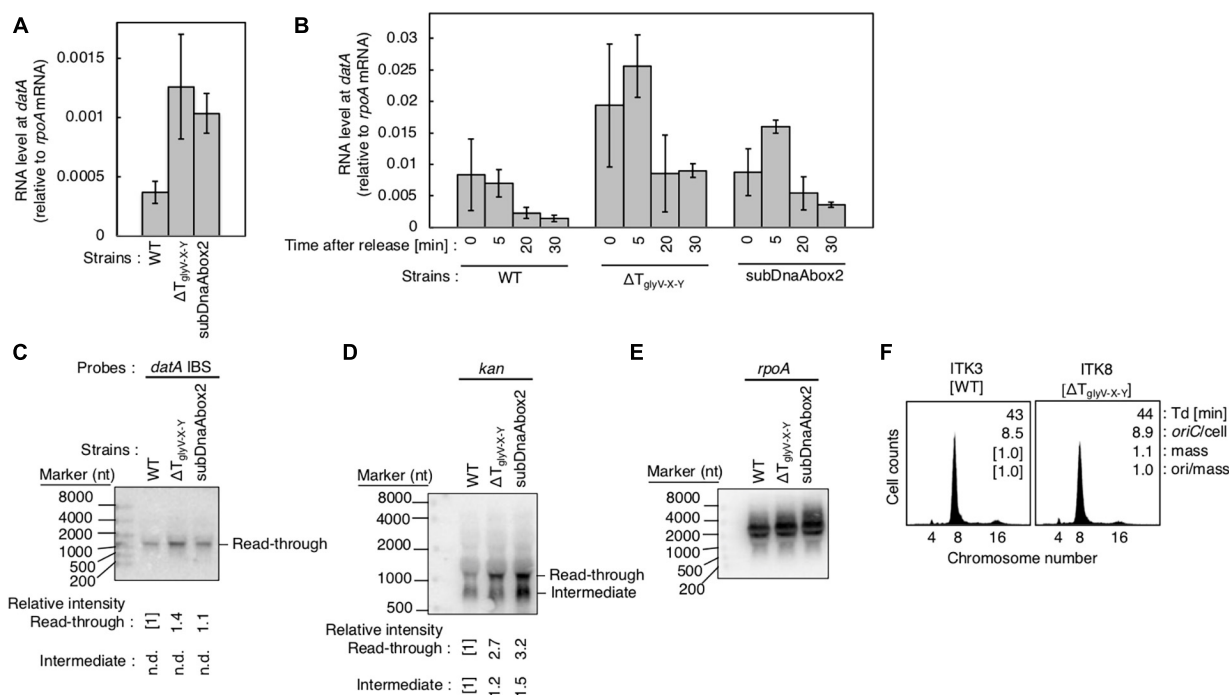 A
RNA level at datA
(relative to rpoA mRNA)
0.0015
0.001
0.0005
0
Strains :
WT
ΔTglyV-X-Y
subDnaAbox2
B
RNA level at datA
(relative to rpoA mRNA)
0.03
0.025
0.02
0.015
0.01
0.005
0
Time after release [min] : 0 5 20 30 0 5 20 30 0 5 20 30
Strains : WT ΔTglyV-X-Y subDnaAbox2
C
Probes : datA IBS
Strains : WT ΔTglyV-X-Y subDnaAbox2
Marker (nt)
8000
4000
2000
1000
500
200
Read-through
Relative intensity
Read-through : [1] 1.4 1.1
Intermediate : n.d. n.d. n.d.
D
kan
WT ΔTglyV-X-Y subDnaAbox2
Marker (nt)
8000
4000
2000
1000
500
Read-through
Intermediate
Relative intensity
Read-through : [1] 2.7 3.2
Intermediate : [1] 1.2 1.5
E
rpoA
WT ΔTglyV-X-Y subDnaAbox2
Marker (nt)
8000
4000
2000
1000
500
200
F
ITK3 ITK8
[WT] [ΔTglyV-X-Y]
43 44 : Td [min]
8.5 8.9 : oriC/cell
[1.0] 1.1 : mass
[1.0] 1.0 : ori/mass
Cell counts
4 8 16 4 8 16
Chromosome number